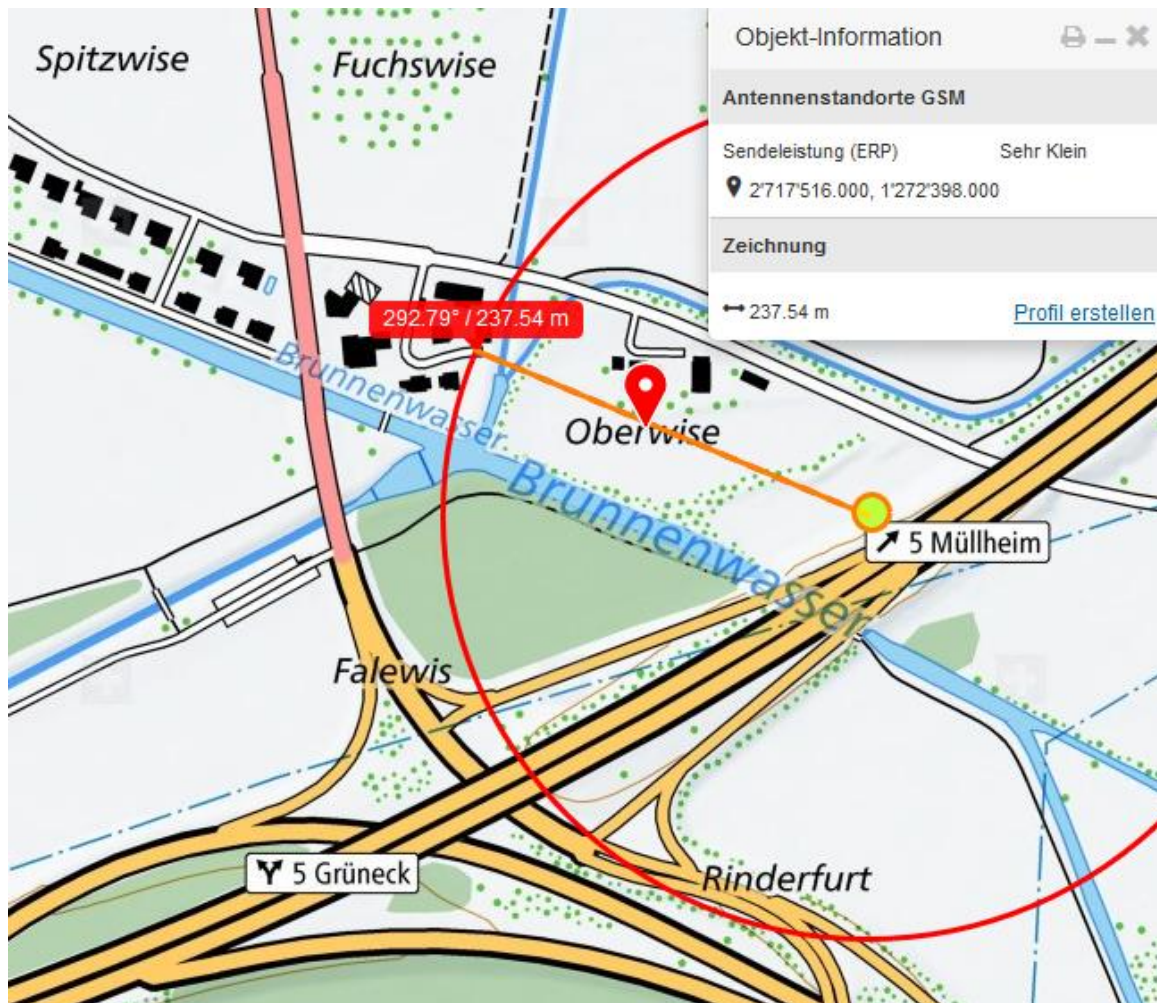 Spitzwise
Fuchswise
Objekt-Information
Antennenstandorte GSM
Sendeleistung (ERP) Sehr Klein
2'717'516.000, 1'272'398.000
Zeichnung
237.54 m Profil erstellen
292.79° / 237.54 m
Brunnenwasser
Oberwise
Brunnenwasser
5 Müllheim
Falewis
5 Grüneck
Rinderfurt